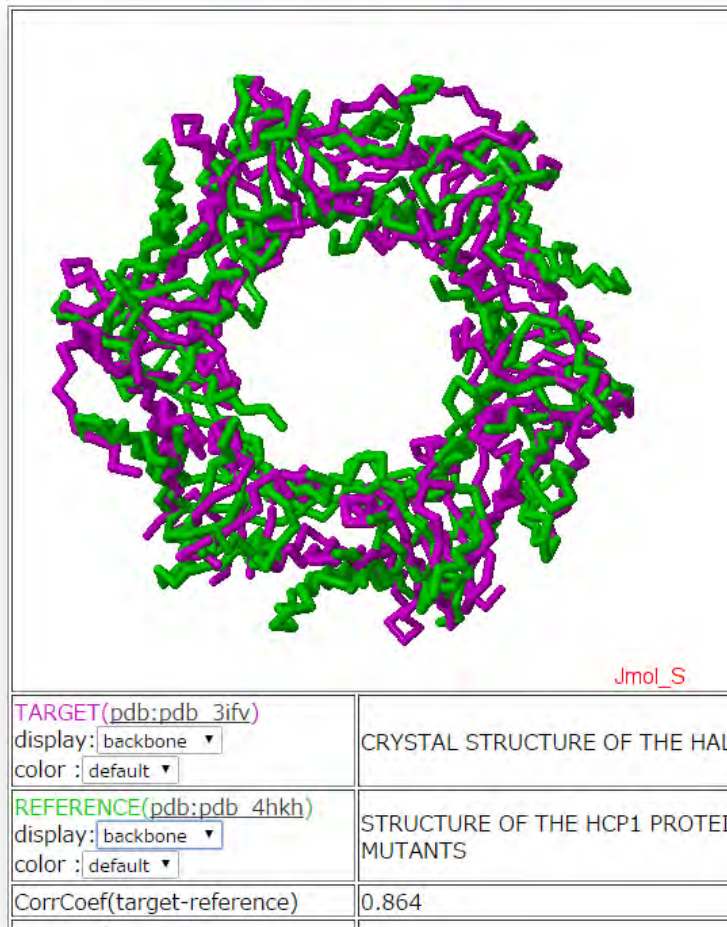 Jmol_S
TARGET(pdb:pdb_3ifv)
display: backbone
color : default
CRYSTAL STRUCTURE OF THE HAL
REFERENCE(pdb:pdb_4hkh)
display: backbone
color : default
STRUCTURE OF THE HCP1 PROTEI
MUTANTS
CorrCoef(target-reference)
0.864